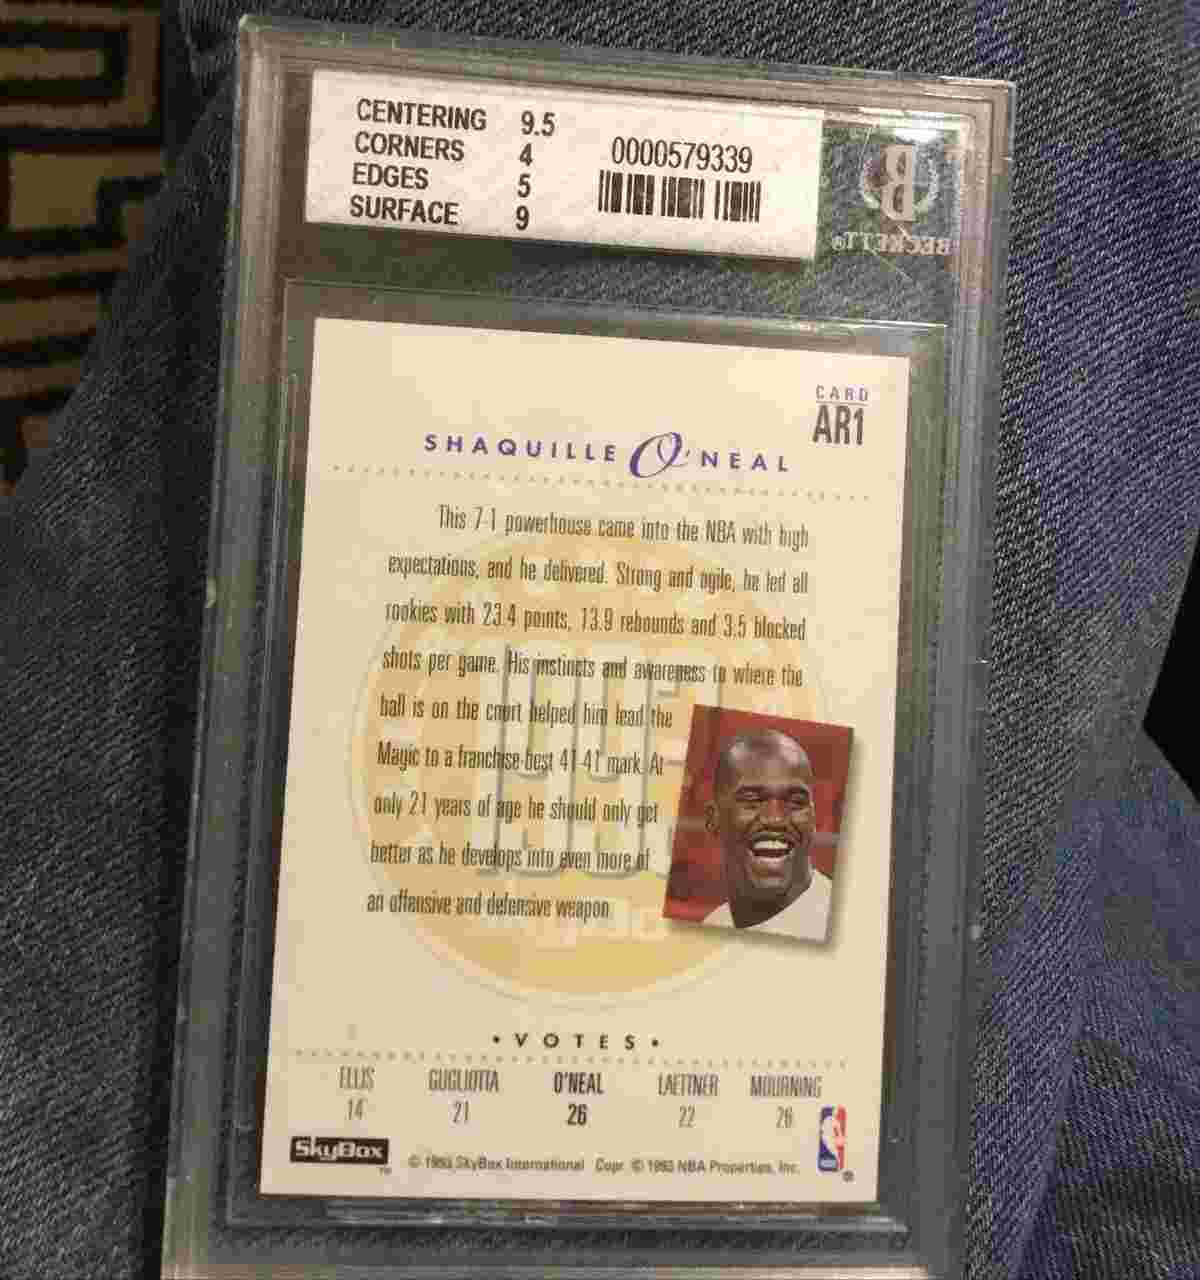 CENTERING 9.5
CORNERS 4
EDGES 5
SURFACE 9
0000579339
B
BECKETT®
CARD
AR1
SHAQUILLE O'NEAL
This 7-1 powerhouse came into the NBA with high
expectations, and he delivered. Strong and agile, he led all
rookies with 23.4 points, 13.9 rebounds and 3.5 blocked
shots per game. His instincts and awareness to where the
ball is on the court helped him lead the
Magic to a franchise-best 41-41 mark. At
only 21 years of age he should only get
better as he develops into even more of
an offensive and defensive weapon.
• VOTES •
ELLIS GUGLIOTTA O'NEAL LAETTNER MOURNING
14 21 26 22 26
SkyBox™
© 1993 SkyBox International Copr. © 1993 NBA Properties, Inc.
®